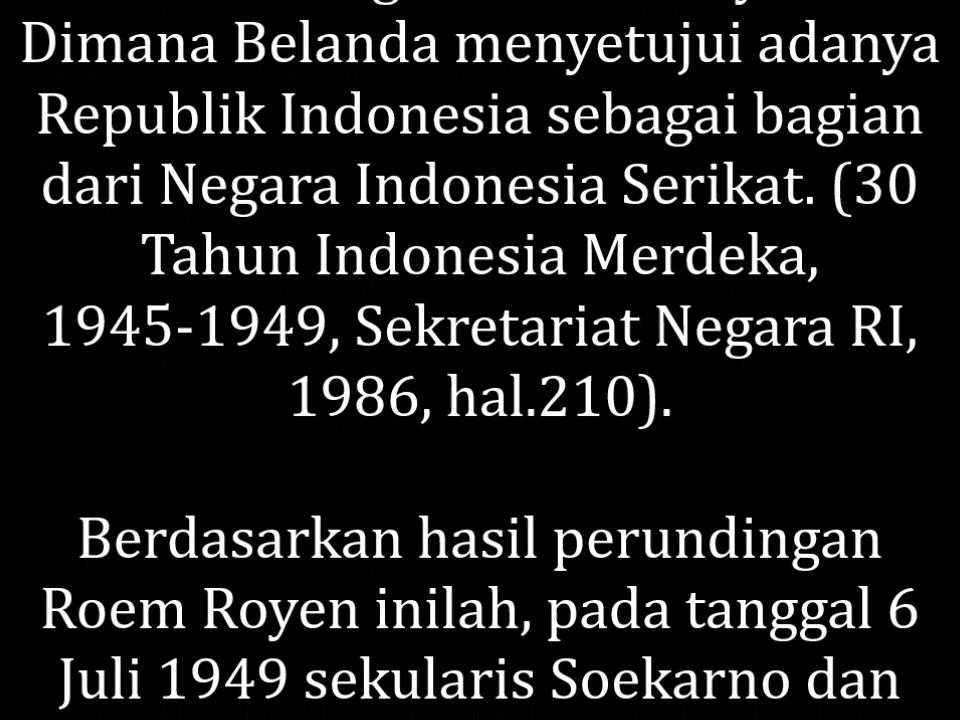 Dimana Belanda menyetujui adanya
Republik Indonesia sebagai bagian
dari Negara Indonesia Serikat. (30
Tahun Indonesia Merdeka,
1945-1949, Sekretariat Negara RI,
1986, hal.210).
Berdasarkan hasil perundingan
Roem Royen inilah, pada tanggal 6
Juli 1949 sekularis Soekarno dan